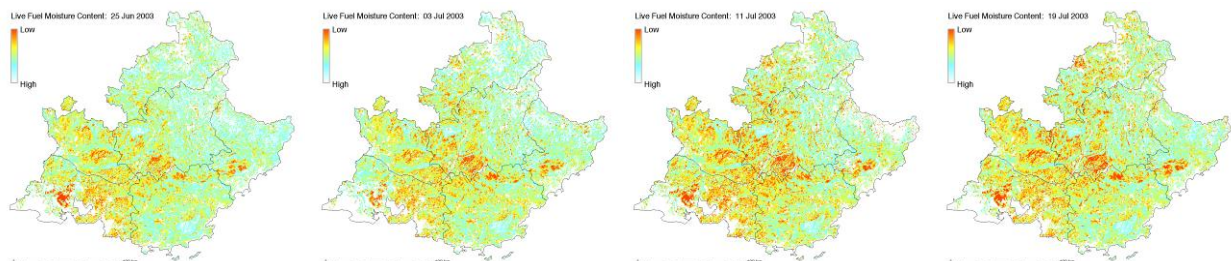 Live Fuel Moisture Content: 25 Jun 2003
Low
High
Live Fuel Moisture Content: 03 Jul 2003
Low
High
Live Fuel Moisture Content: 11 Jul 2003
Low
High
Live Fuel Moisture Content: 19 Jul 2003
Low
High